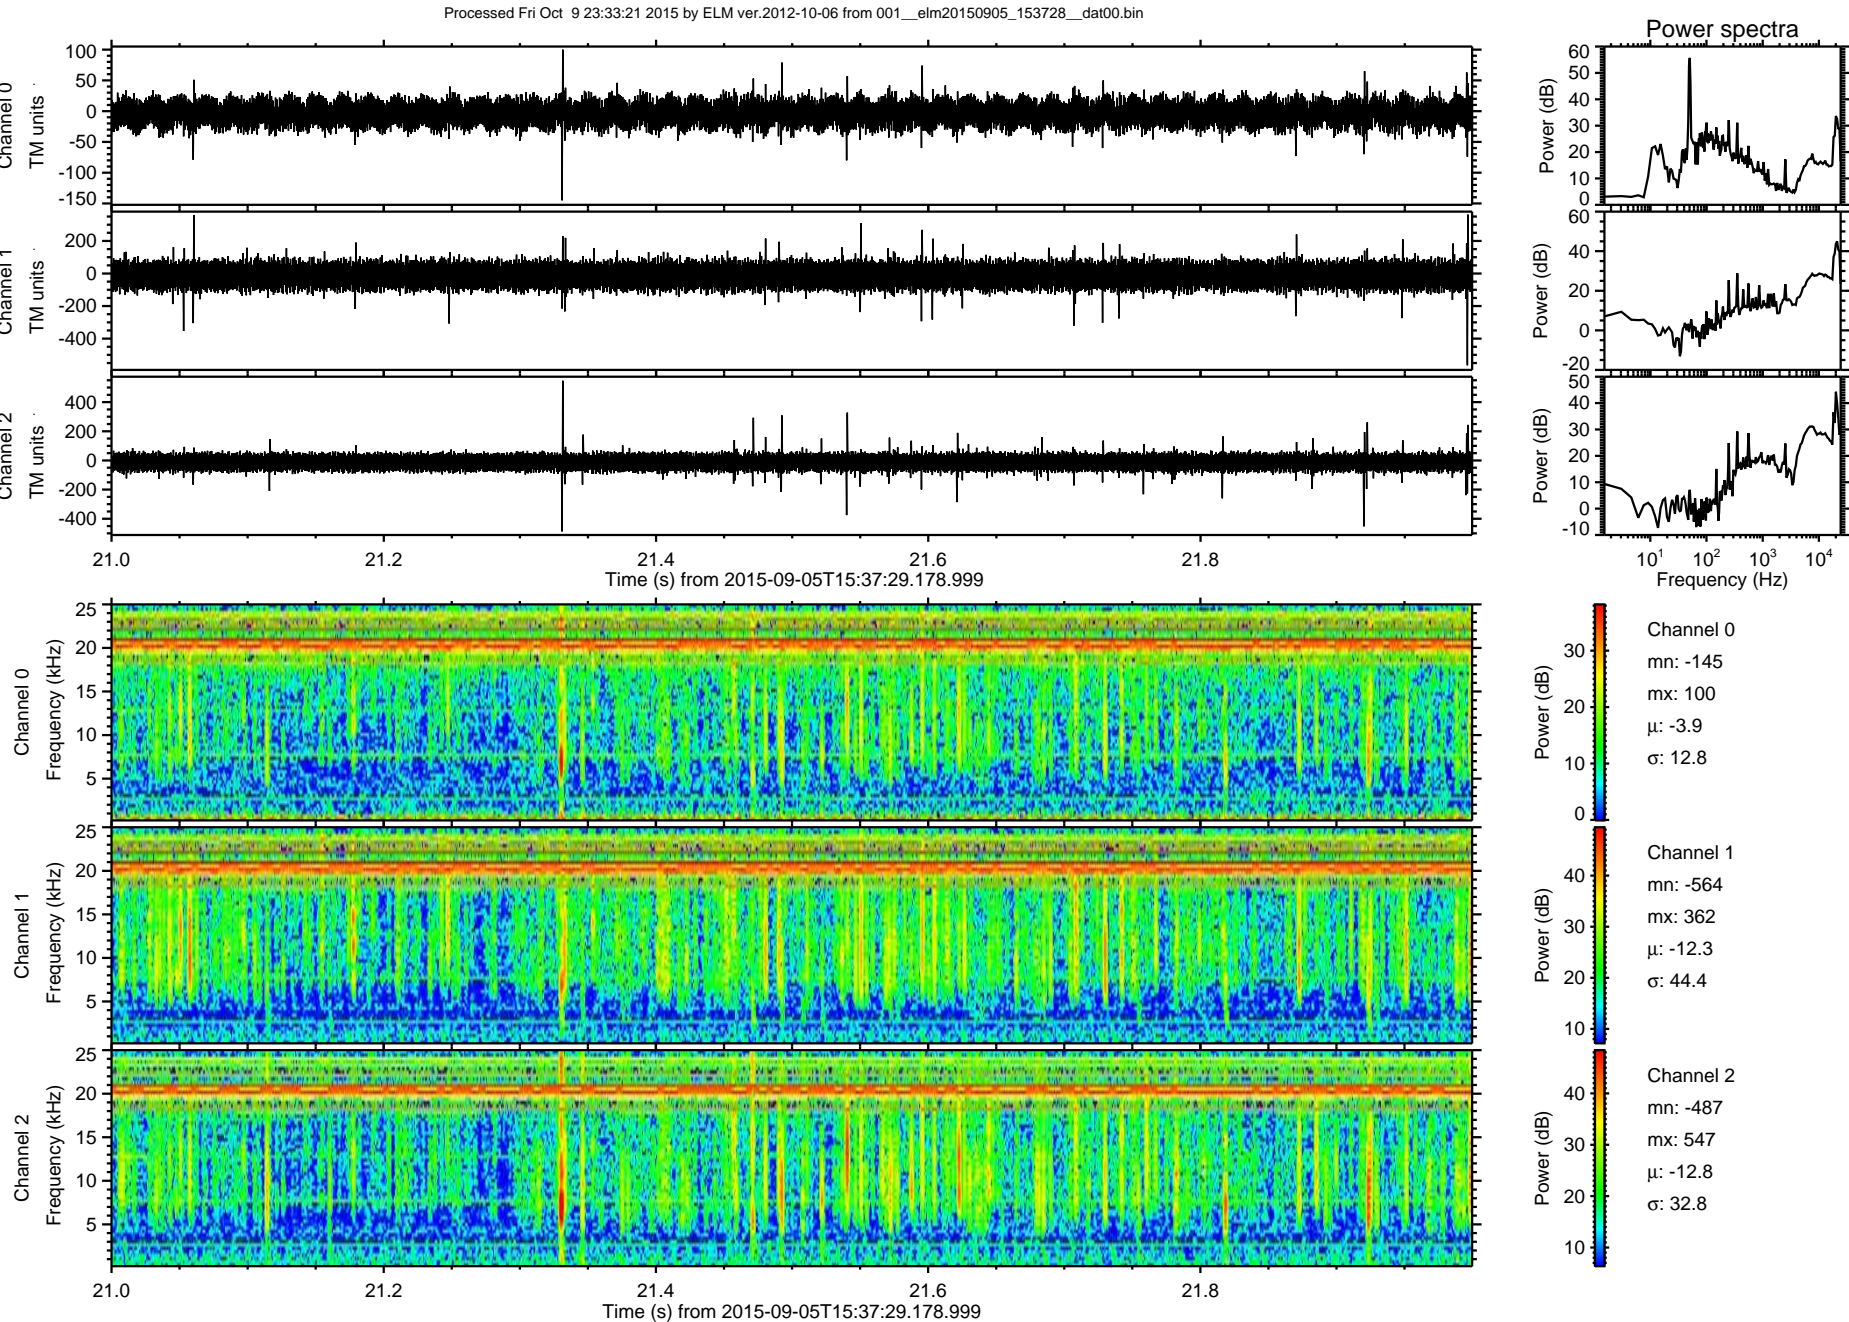 Processed Fri Oct  9 23:33:21 2015 by ELM ver.2012-10-06 from 001__elm20150905_153728__dat00.bin
Power spectra
Channel 0
TM units
100
50
0
-50
-100
-150
Power (dB)
60
50
40
30
20
10
0
Channel 1
TM units
200
0
-200
-400
Power (dB)
60
40
20
0
-20
Channel 2
TM units
400
200
0
-200
-400
Power (dB)
50
40
30
20
10
0
-10
21.0 21.2 21.4 21.6 21.8
Time (s) from 2015-09-05T15:37:29.178.999
10^1 10^2 10^3 10^4
Frequency (Hz)
Channel 0
Frequency (kHz)
25
20
15
10
5
Power (dB)
30
20
10
0
Channel 0
mn: -145
mx: 100
μ: -3.9
σ: 12.8
Channel 1
Frequency (kHz)
25
20
15
10
5
Power (dB)
40
30
20
10
Channel 1
mn: -564
mx: 362
μ: -12.3
σ: 44.4
Channel 2
Frequency (kHz)
25
20
15
10
5
Power (dB)
40
30
20
10
Channel 2
mn: -487
mx: 547
μ: -12.8
σ: 32.8
21.0 21.2 21.4 21.6 21.8
Time (s) from 2015-09-05T15:37:29.178.999